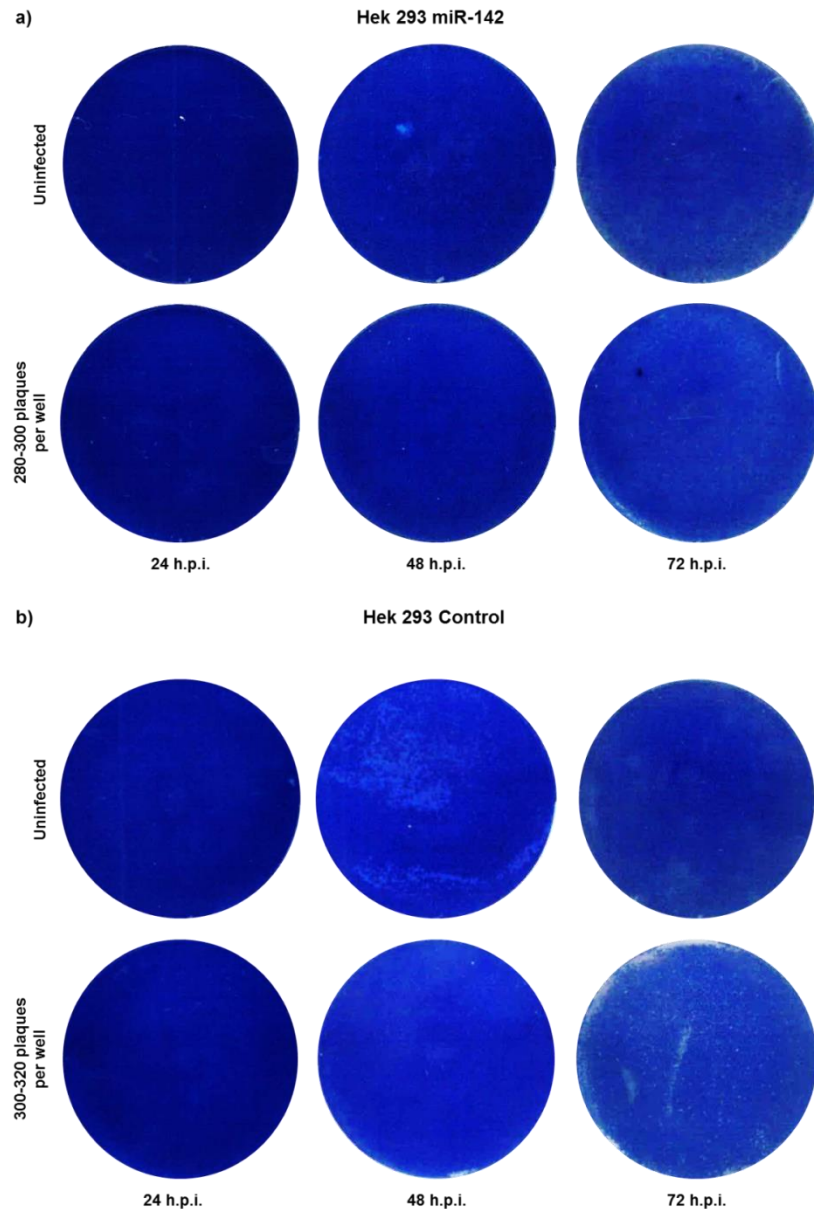 a)
Hek 293 miR-142
Uninfected
280-300 plaques
per well
24 h.p.i.
48 h.p.i.
72 h.p.i.
b)
Hek 293 Control
Uninfected
300-320 plaques
per well
24 h.p.i.
48 h.p.i.
72 h.p.i.